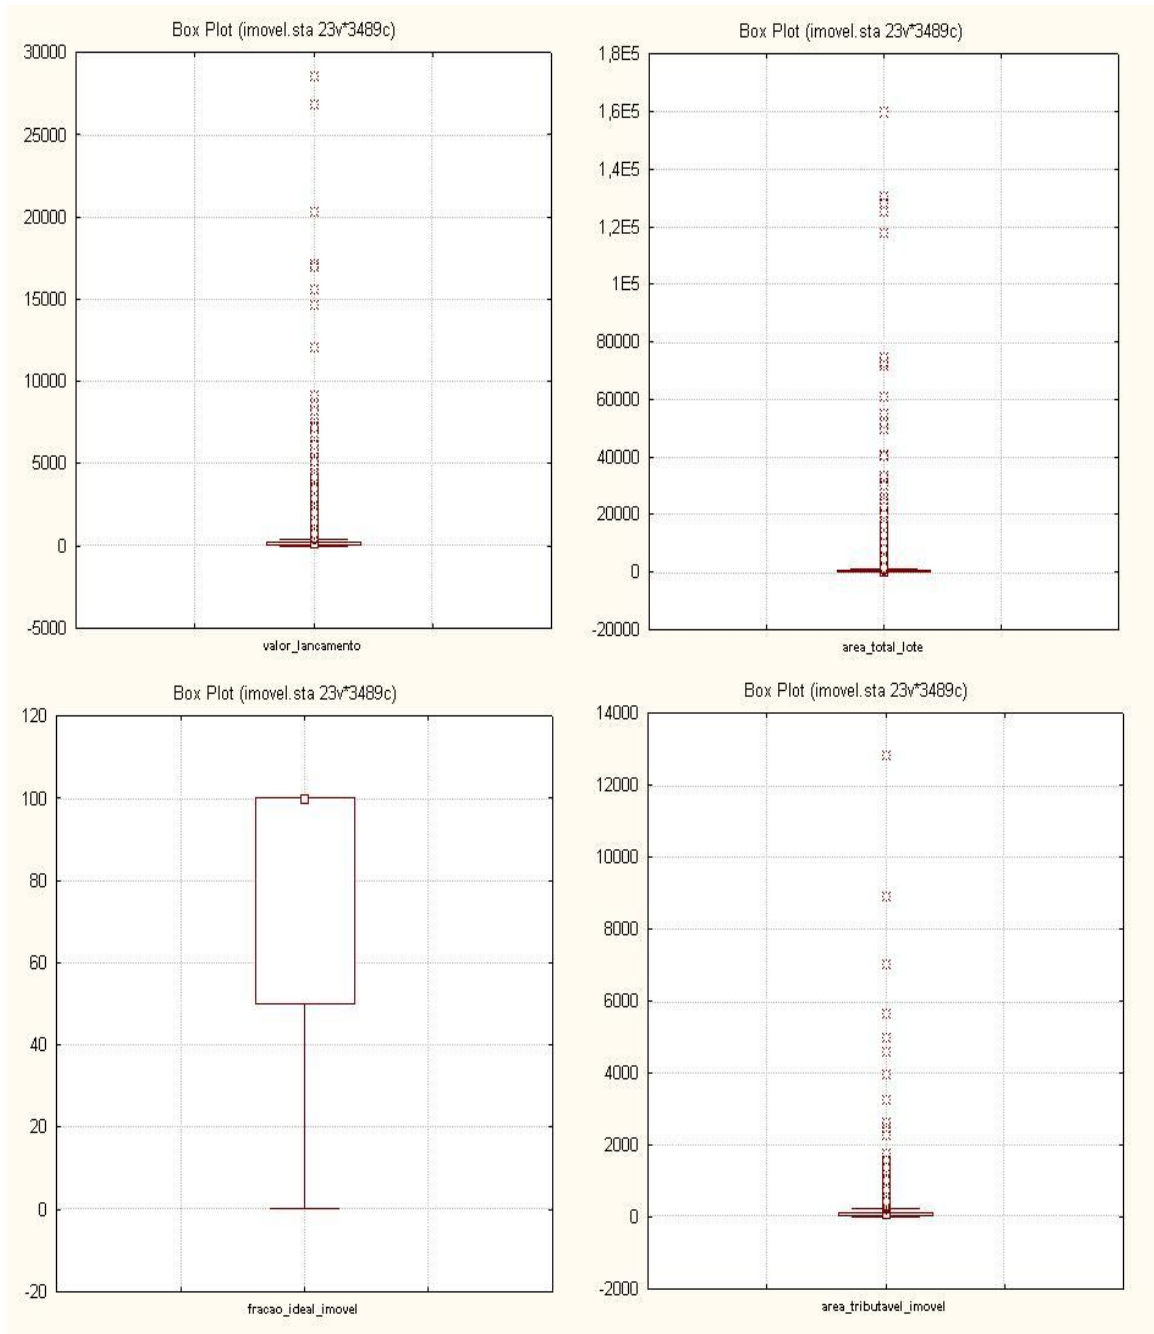 Box Plot (imovel.sta 23v*3489c)
30000
25000
20000
15000
10000
5000
0
-5000
valor_lancamento
Box Plot (imovel.sta 23v*3489c)
1,8E5
1,6E5
1,4E5
1,2E5
1E5
80000
60000
40000
20000
0
-20000
area_total_lote
Box Plot (imovel.sta 23v*3489c)
120
100
80
60
40
20
0
-20
fracao_ideal_imovel
Box Plot (imovel.sta 23v*3489c)
14000
12000
10000
8000
6000
4000
2000
0
-2000
area_tributavel_imovel